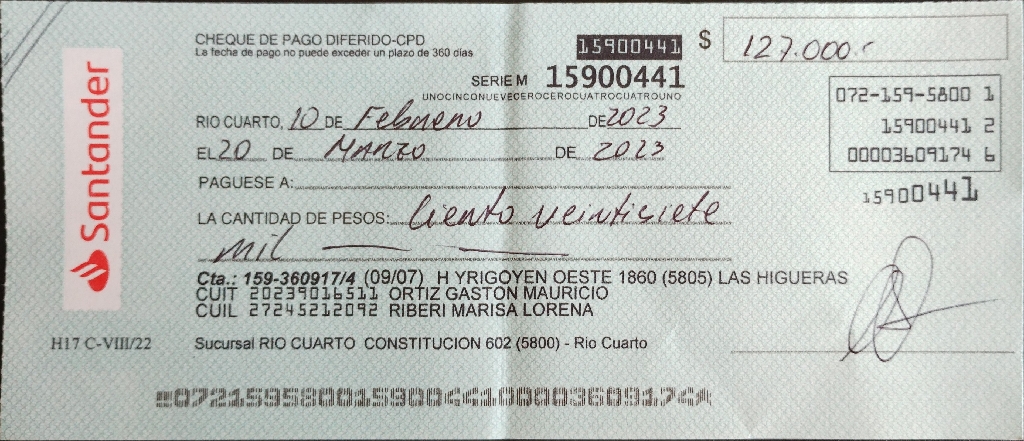 Santander
CHEQUE DE PAGO DIFERIDO-CPD
La fecha de pago no puede exceder un plazo de 360 días
15900441
$ 127.000.-
SERIE M 15900441
UNOCINCONUEVECEROCEROCUATROCUATROUNO
072-159-5800 1
15900441 2
00003609174 6
15900441
RIO CUARTO, 10 DE Febrero DE 2023
EL 20 DE MARZO DE 2023
PAGUESE A:
LA CANTIDAD DE PESOS: Ciento veintisiete
mil
Cta.: 159-360917/4 (09/07) H YRIGOYEN OESTE 1860 (5805) LAS HIGUERAS
CUIT 20239016511 ORTIZ GASTON MAURICIO
CUIL 27245212092 RIBERI MARISA LORENA
H17 C-VIII/22
Sucursal RIO CUARTO CONSTITUCION 602 (5800) - Rio Cuarto
07215958001590044100003609174